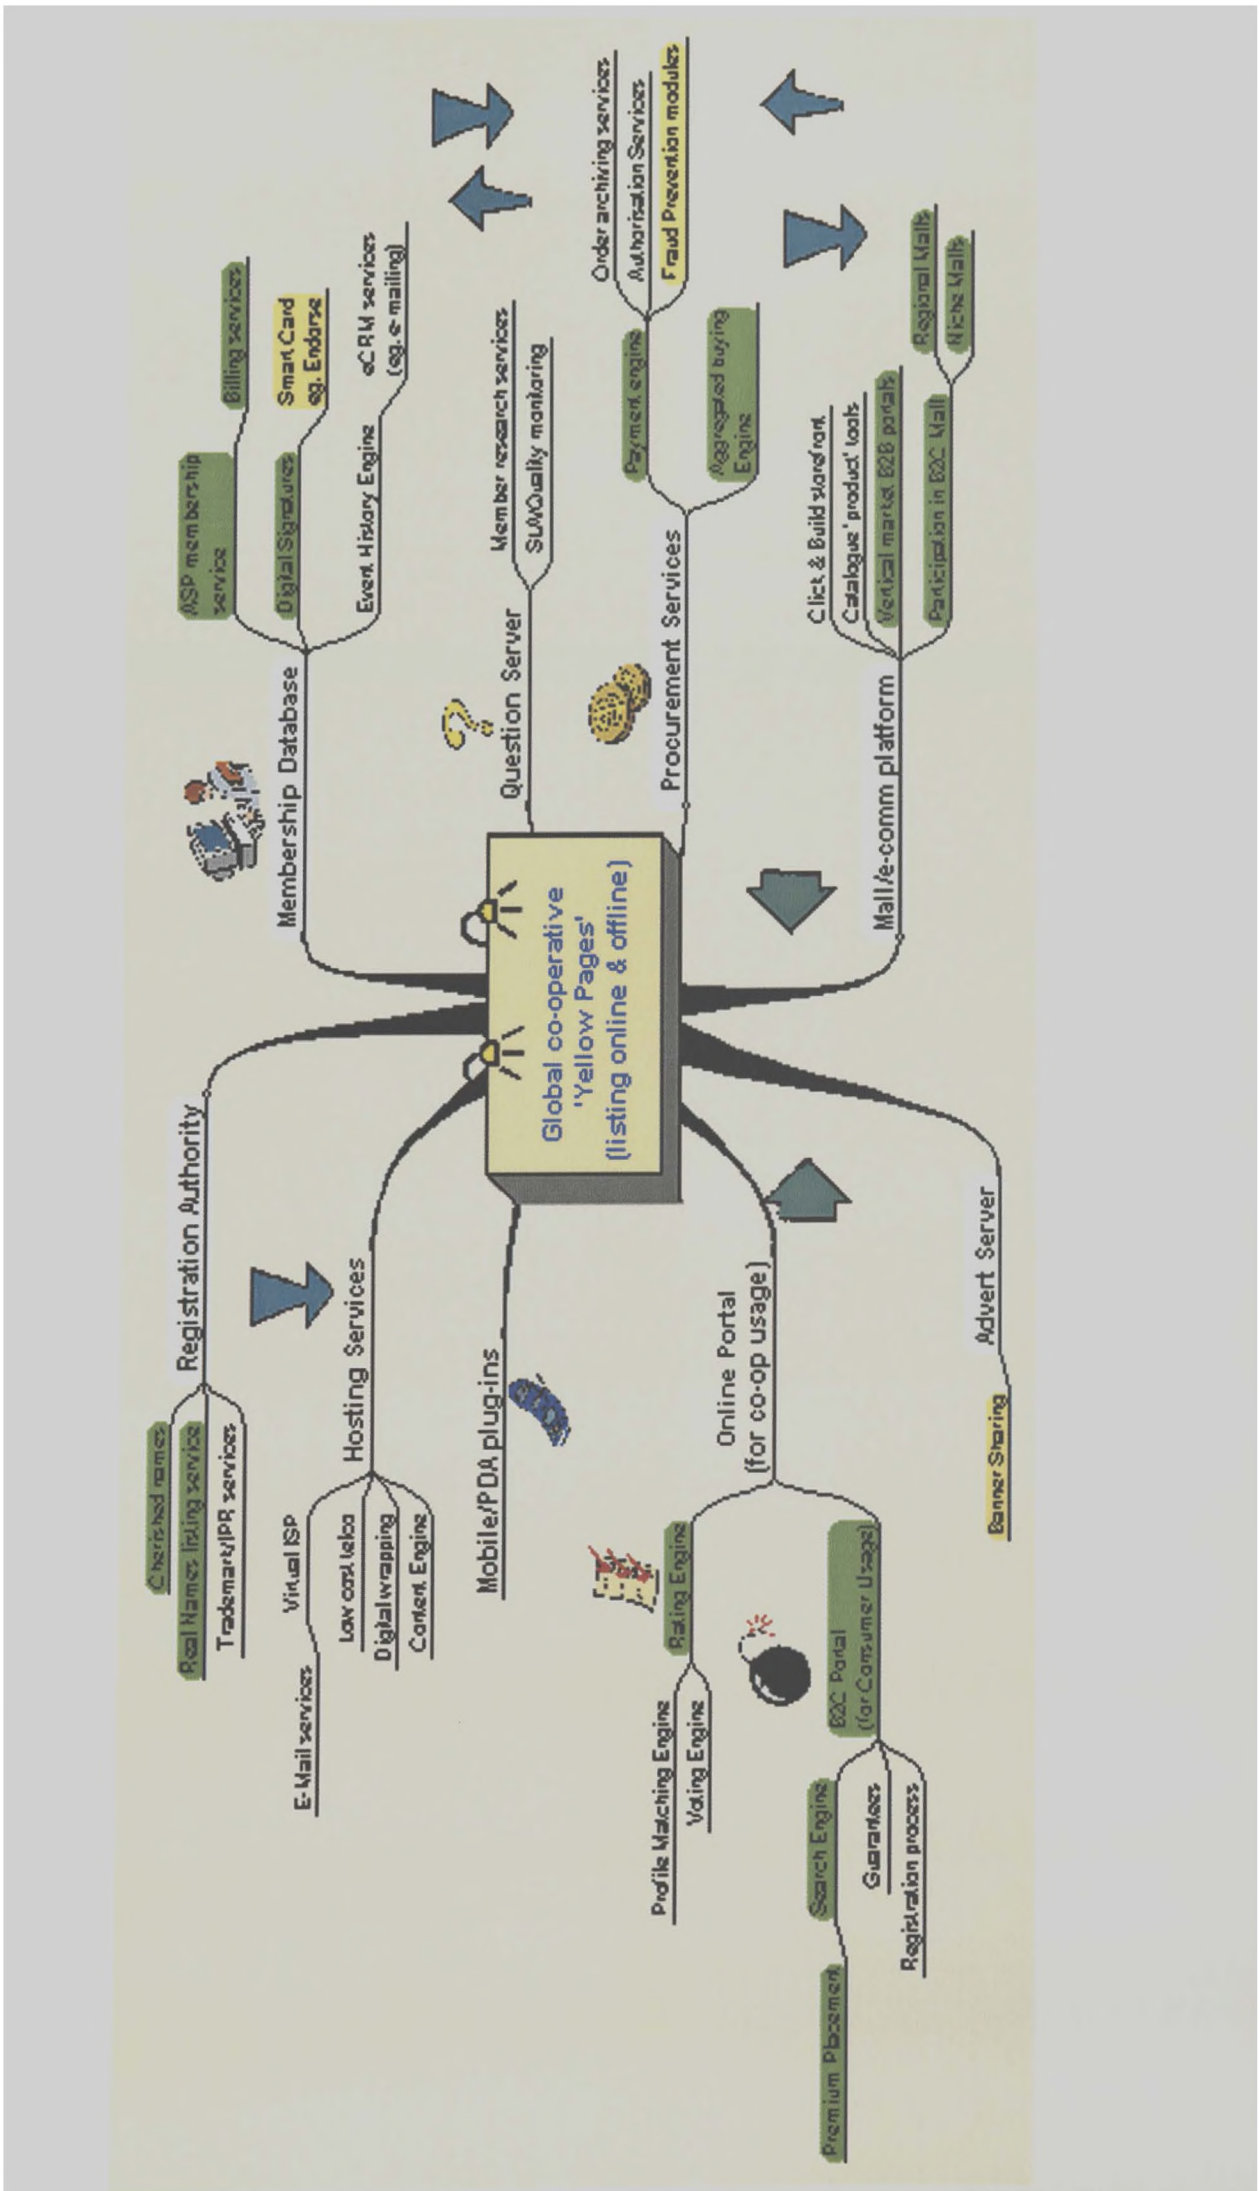 Global co-operative
'Yellow Pages'
(listing online & offline)
Registration Authority
Cherished names
Real Names listing service
Trademark/IPR services
Hosting Services
Virtual ISP
E-Mail services
Low cost telco
Digital wrapping
Content Engine
Mobile/PDA plug-ins
Online Portal
(for co-op usage)
Rating Engine
Profile Matching Engine
Voting Engine
B2C Portal
(for Consumer Usage)
Search Engine
Premium Placement
Guarantees
Registration process
Advert Server
Banner Sharing
Membership Database
ASP membership
service
Billing services
Digital Signatures
Smart Card
eg. Endorse
Event History Engine
eCRM services
(eg. e-mailing)
Question Server
Member research services
SLA/Quality monitoring
Procurement Services
Payment engine
Order archiving services
Authorisation Services
Fraud Prevention modules
Aggregated buying
Engine
Mall/e-comm platform
Click & Build storefront
Catalogue 'product' tools
Vertical market B2B portals
Participation in B2C Mall
Regional Malls
Niche Malls